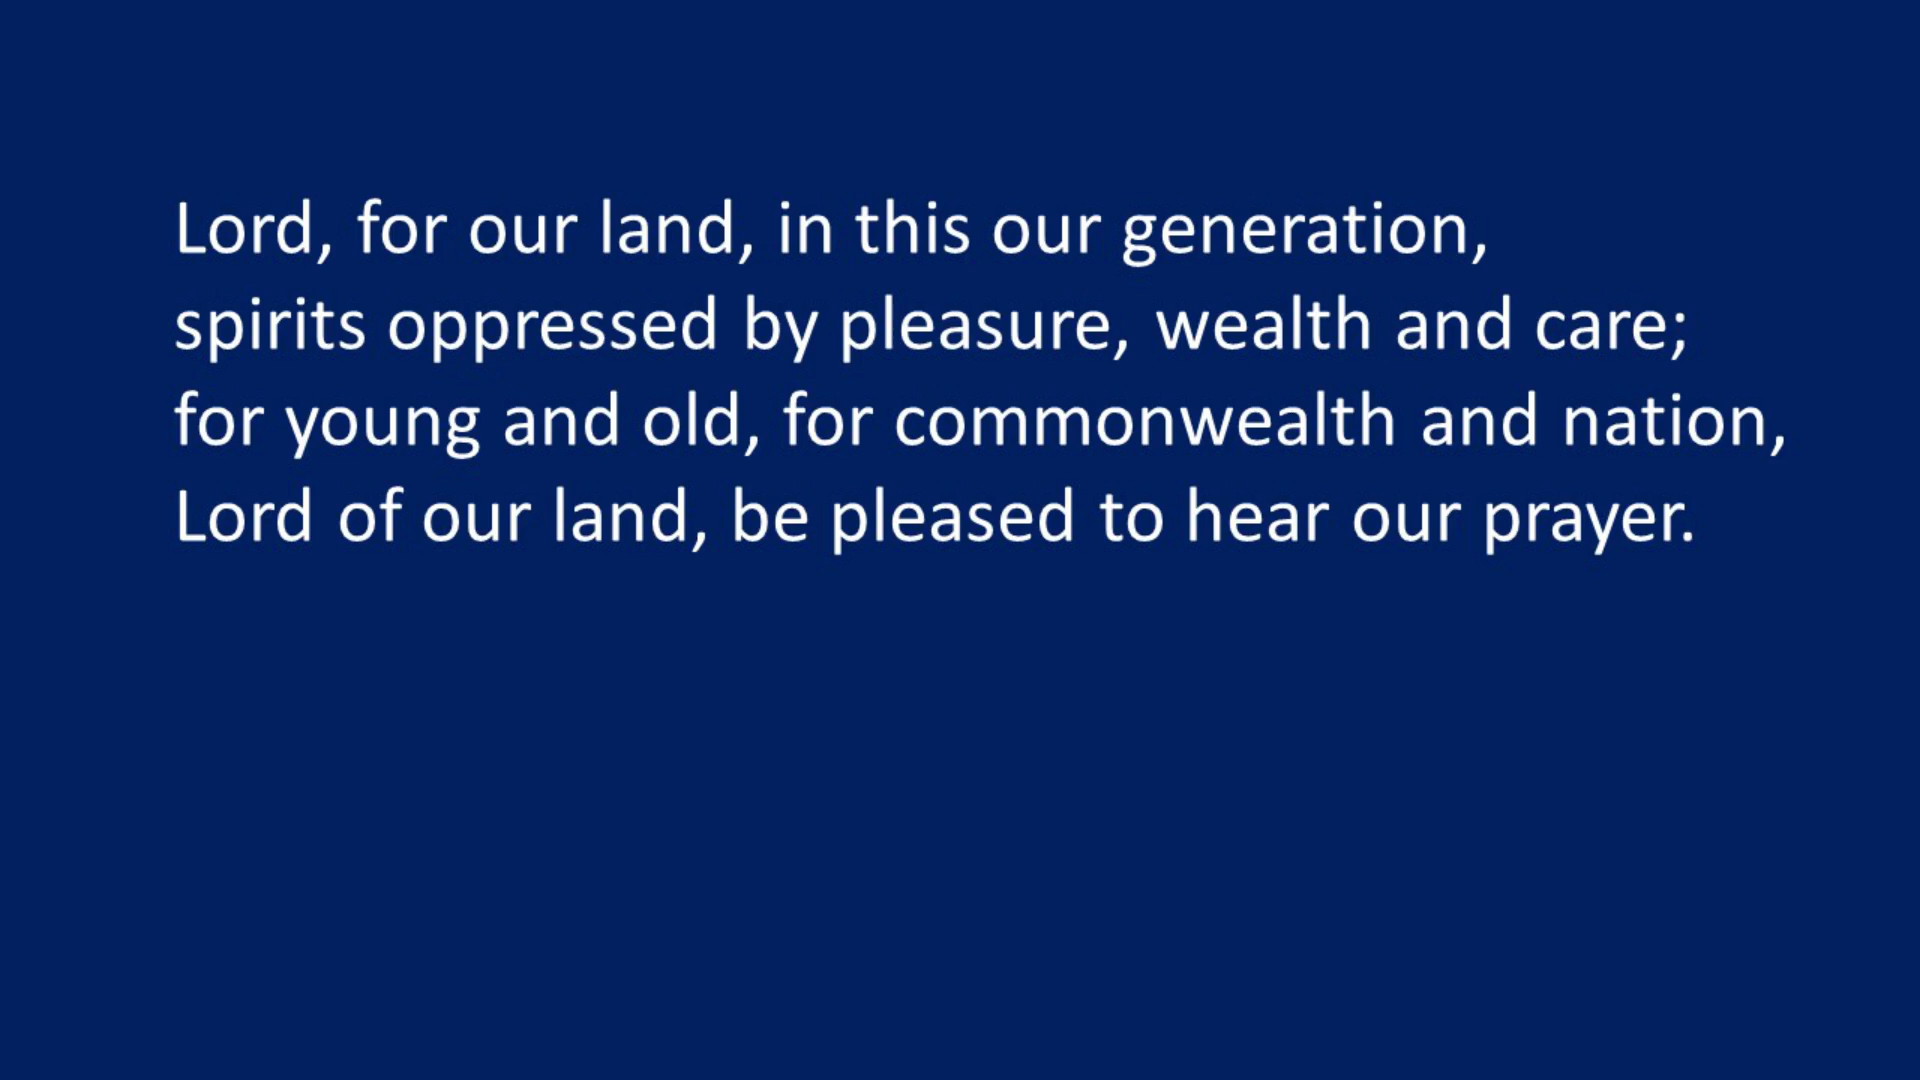 Lord, for our land, in this our generation,
spirits oppressed by pleasure, wealth and care;
for young and old, for commonwealth and nation,
Lord of our land, be pleased to hear our prayer.